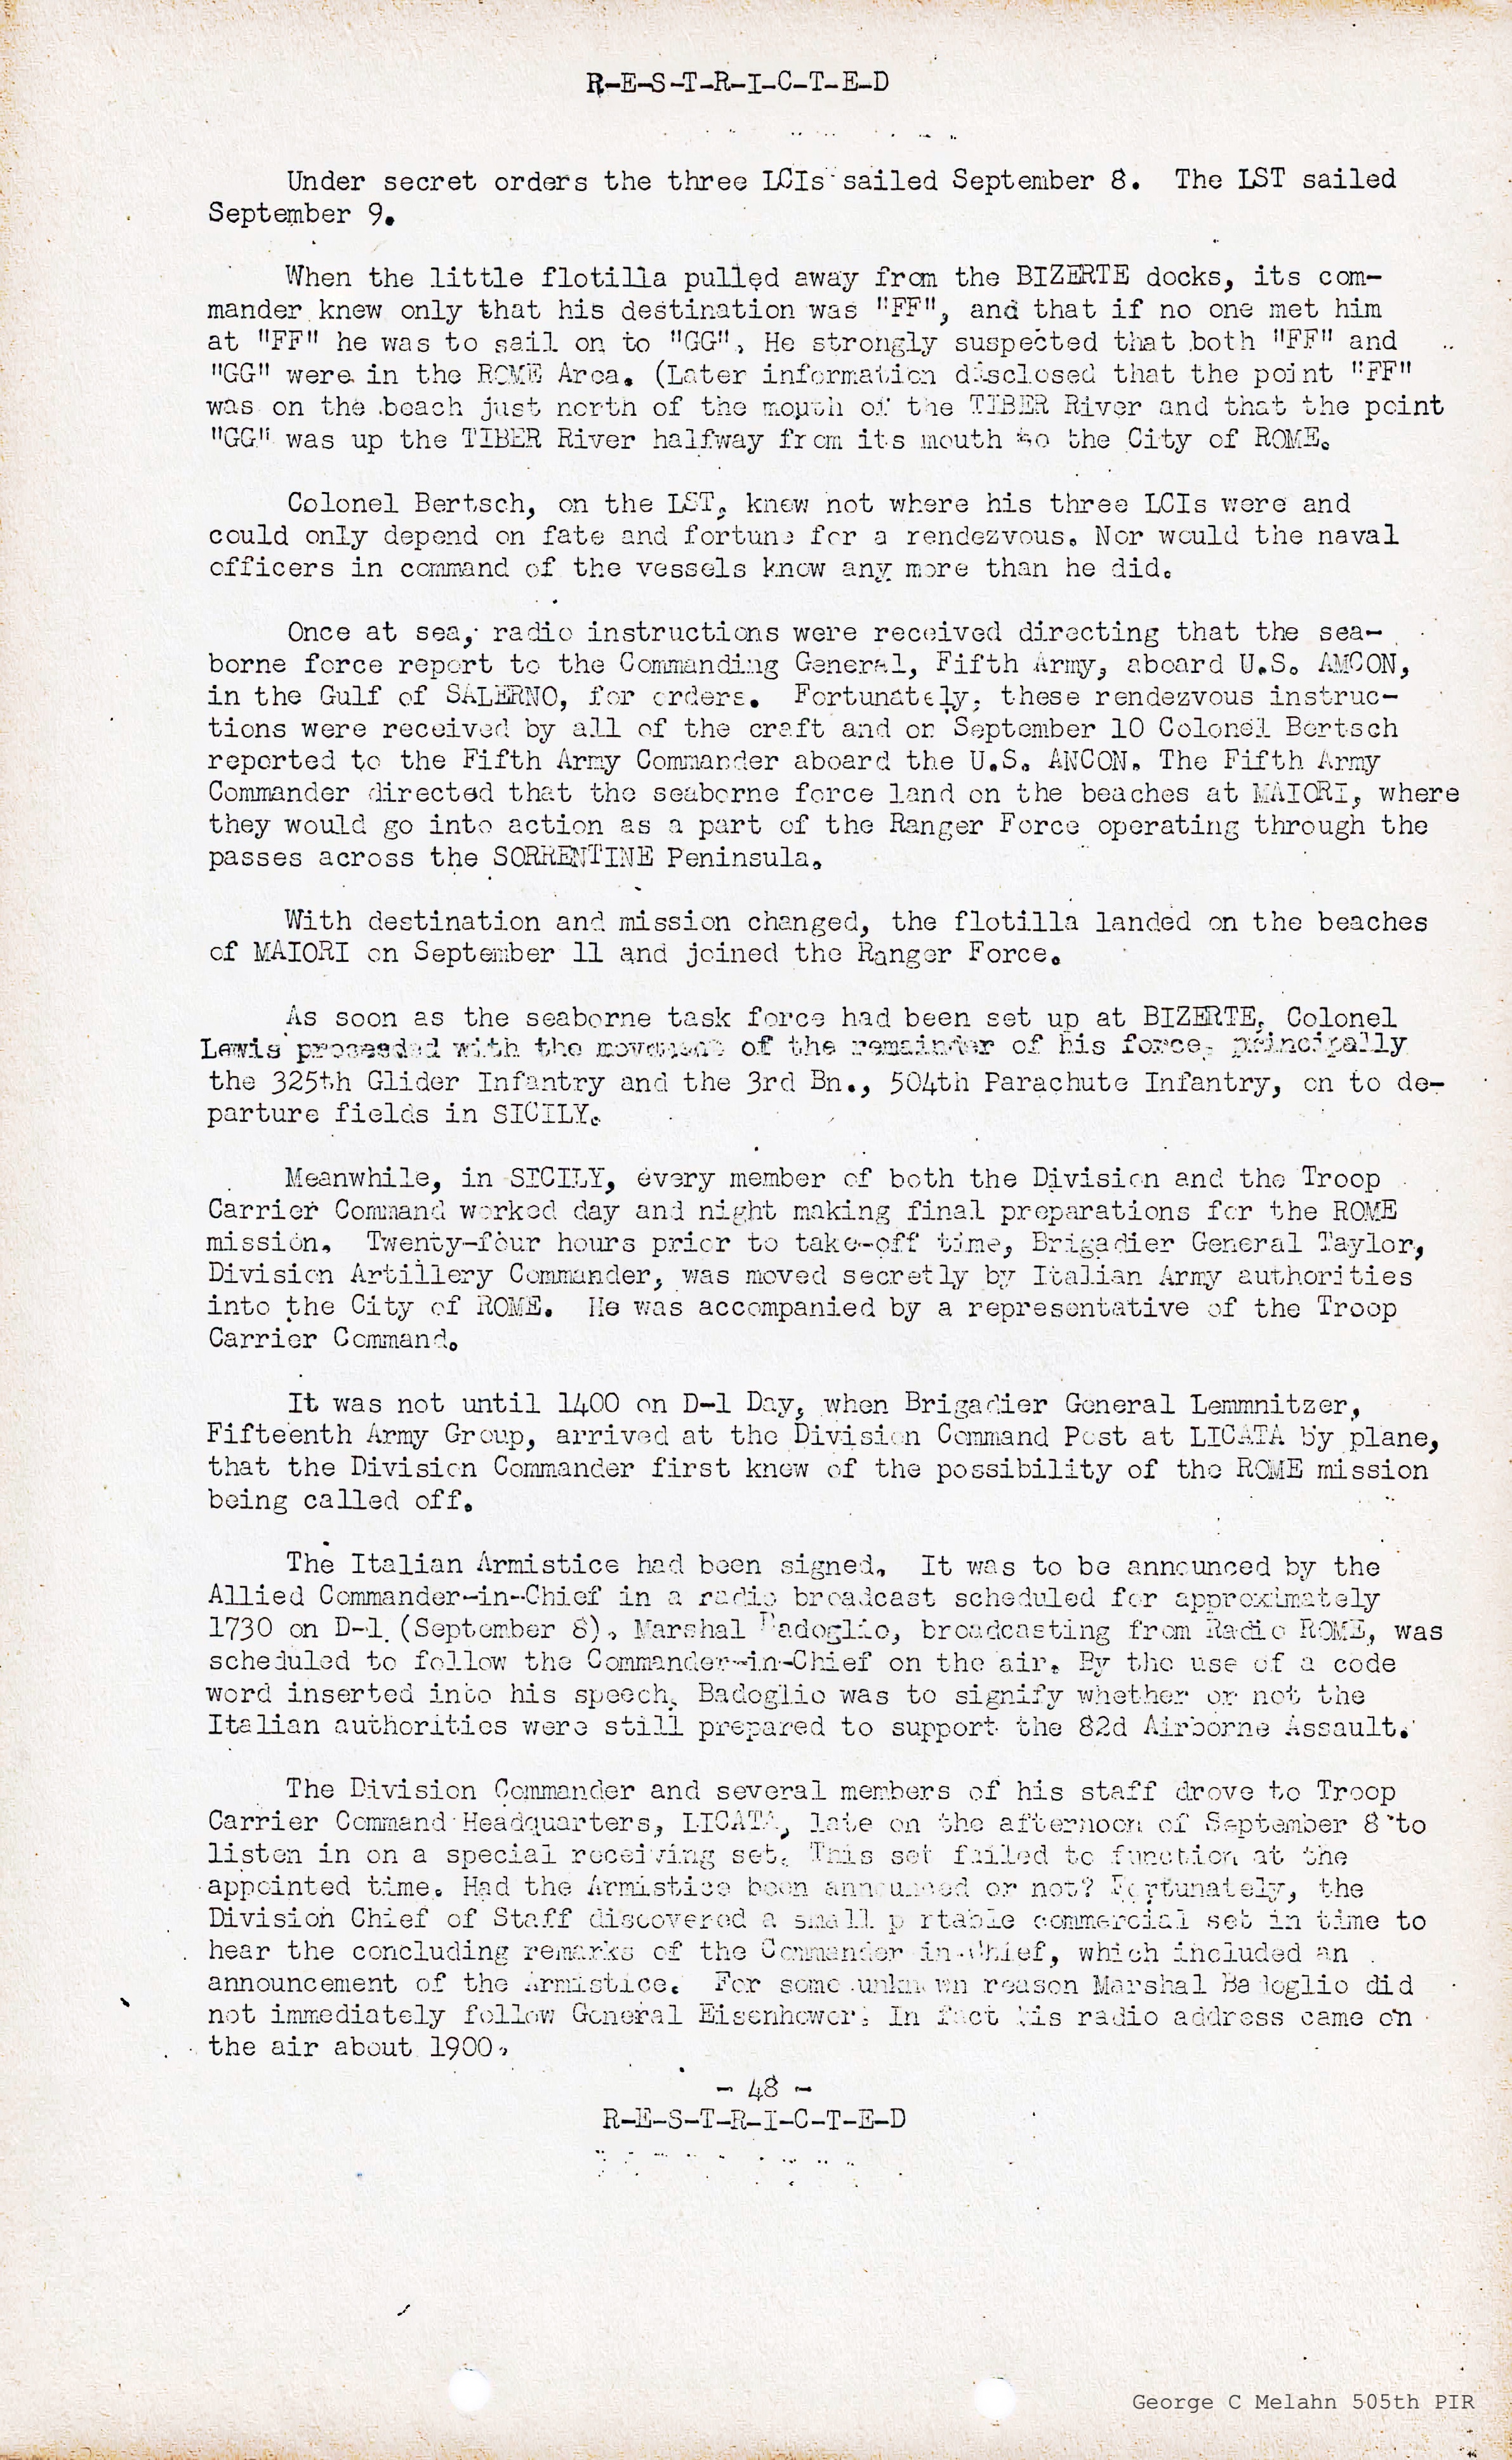 R-E-S-T-R-I-C-T-E-D
Under secret orders the three LCIs sailed September 8. The LST sailed
September 9.
When the little flotilla pulled away from the BIZERTE docks, its com-
mander knew only that his destination was "FF", and that if no one met him
at "FF" he was to sail on to "GG". He strongly suspected that both "FF" and
"GG" were in the ROME Area. (Later information disclosed that the point "FF"
was on the beach just north of the mouth of the TIBER River and that the point
"GG" was up the TIBER River halfway from its mouth to the City of ROME.
Colonel Bertsch, on the LST, knew not where his three LCIs were and
could only depend on fate and fortune for a rendezvous. Nor would the naval
officers in command of the vessels know any more than he did.
Once at sea, radio instructions were received directing that the sea-
borne force report to the Commanding General, Fifth Army, aboard U.S. AMCON,
in the Gulf of SALERNO, for orders. Fortunately, these rendezvous instruc-
tions were received by all of the craft and on September 10 Colonel Bertsch
reported to the Fifth Army Commander aboard the U.S. ANCON. The Fifth Army
Commander directed that the seaborne force land on the beaches at MAIORI, where
they would go into action as a part of the Ranger Force operating through the
passes across the SORRENTINE Peninsula.
With destination and mission changed, the flotilla landed on the beaches
of MAIORI on September 11 and joined the Ranger Force.
As soon as the seaborne task force had been set up at BIZERTE, Colonel
Lewis proceeded with the movement of the remainder of his force, principally
the 325th Glider Infantry and the 3rd Bn., 504th Parachute Infantry, on to de-
parture fields in SICILY.
Meanwhile, in SICILY, every member of both the Division and the Troop
Carrier Command worked day and night making final preparations for the ROME
mission. Twenty-four hours prior to take-off time, Brigadier General Taylor,
Division Artillery Commander, was moved secretly by Italian Army authorities
into the City of ROME. He was accompanied by a representative of the Troop
Carrier Command.
It was not until 1400 on D-1 Day, when Brigadier General Lemmnitzer,
Fifteenth Army Group, arrived at the Division Command Post at LICATA by plane,
that the Division Commander first knew of the possibility of the ROME mission
being called off.
The Italian Armistice had been signed. It was to be announced by the
Allied Commander-in-Chief in a radio broadcast scheduled for approximately
1730 on D-1 (September 8). Marshal Badoglio, broadcasting from Radio ROME, was
scheduled to follow the Commander-in-Chief on the air. By the use of a code
word inserted into his speech, Badoglio was to signify whether or not the
Italian authorities were still prepared to support the 82d Airborne Assault.
The Division Commander and several members of his staff drove to Troop
Carrier Command Headquarters, LICATA, late on the afternoon of September 8 to
listen in on a special receiving set. This set failed to function at the
appointed time. Had the Armistice been announced or not? Fortunately, the
Division Chief of Staff discovered a small portable commercial set in time to
hear the concluding remarks of the Commander-in-Chief, which included an
announcement of the Armistice. For some unknown reason Marshal Badoglio did
not immediately follow General Eisenhower. In fact his radio address came on
the air about 1900.
- 48 -
R-E-S-T-R-I-C-T-E-D
George C Melahn 505th PIR